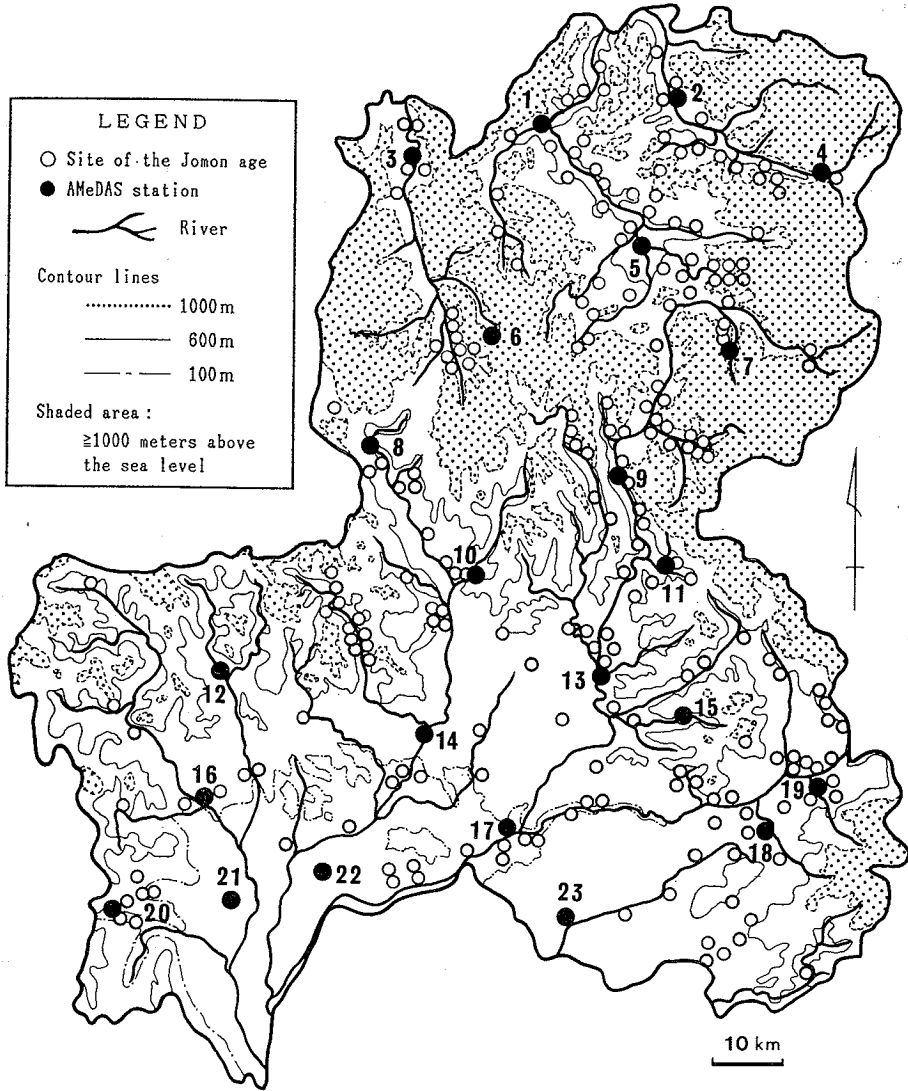 LEGEND
Site of the Jomon age
AMeDAS station
River
Contour lines
1000m
600m
100m
Shaded area :
≧1000 meters above
the sea level
1
2
3
4
5
6
7
8
9
10
11
12
13
14
15
16
17
18
19
20
21
22
23
10 km